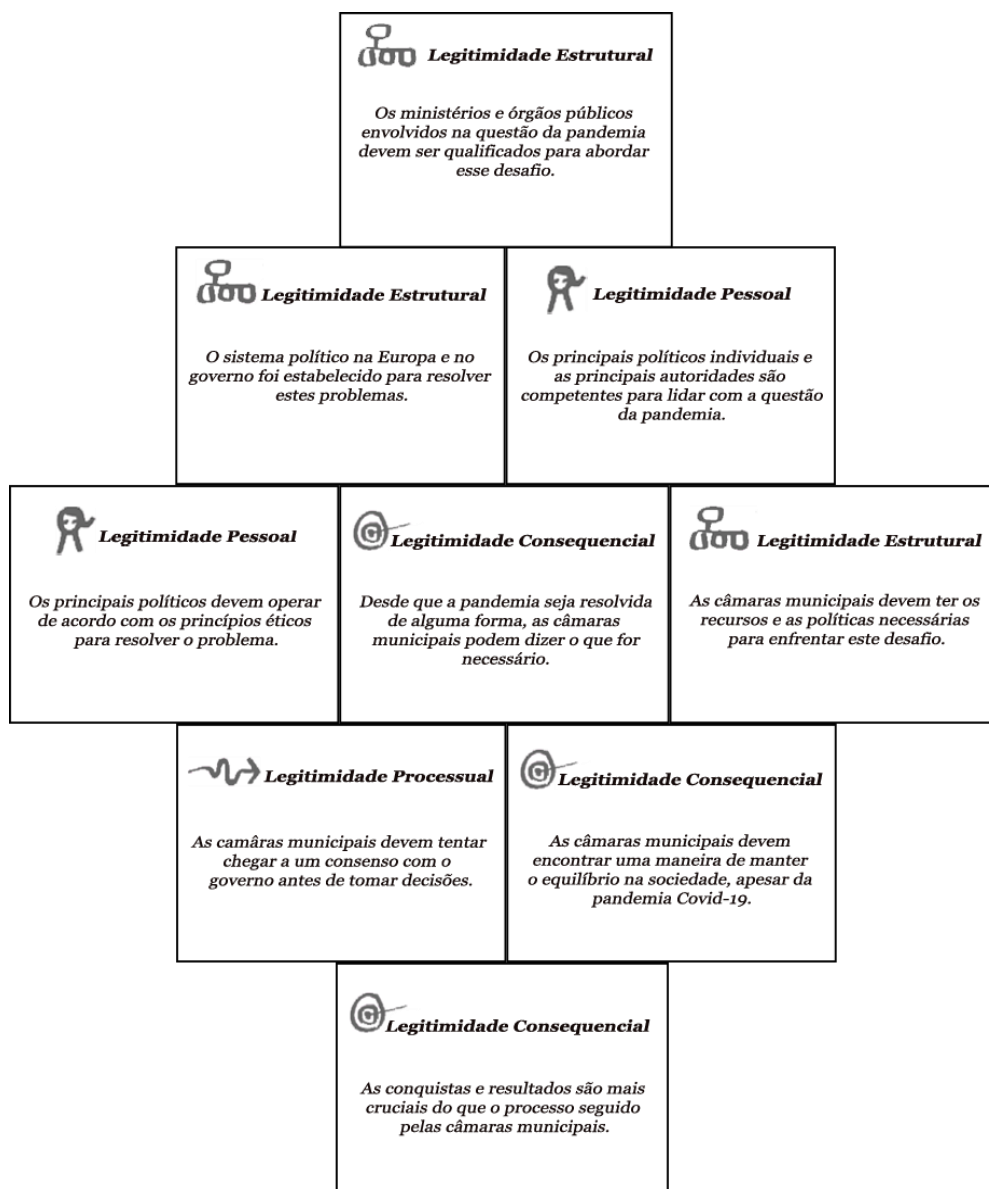 Legitimidade Estrutural
Os ministérios e órgãos públicos
envolvidos na questão da pandemia
devem ser qualificados para abordar
esse desafio.
Legitimidade Estrutural
O sistema político na Europa e no
governo foi estabelecido para resolver
estes problemas.
Legitimidade Pessoal
Os principais políticos individuais e
as principais autoridades são
competentes para lidar com a questão
da pandemia.
Legitimidade Pessoal
Os principais políticos devem operar
de acordo com os princípios éticos
para resolver o problema.
Legitimidade Consequencial
Desde que a pandemia seja resolvida
de alguma forma, as câmaras
municipais podem dizer o que for
necessário.
Legitimidade Estrutural
As câmaras municipais devem ter os
recursos e as políticas necessárias
para enfrentar este desafio.
Legitimidade Processual
As camâras municipais devem tentar
chegar a um consenso com o
governo antes de tomar decisões.
Legitimidade Consequencial
As câmaras municipais devem
encontrar uma maneira de manter
o equilíbrio na sociedade, apesar da
pandemia Covid-19.
Legitimidade Consequencial
As conquistas e resultados são mais
cruciais do que o processo seguido
pelas câmaras municipais.